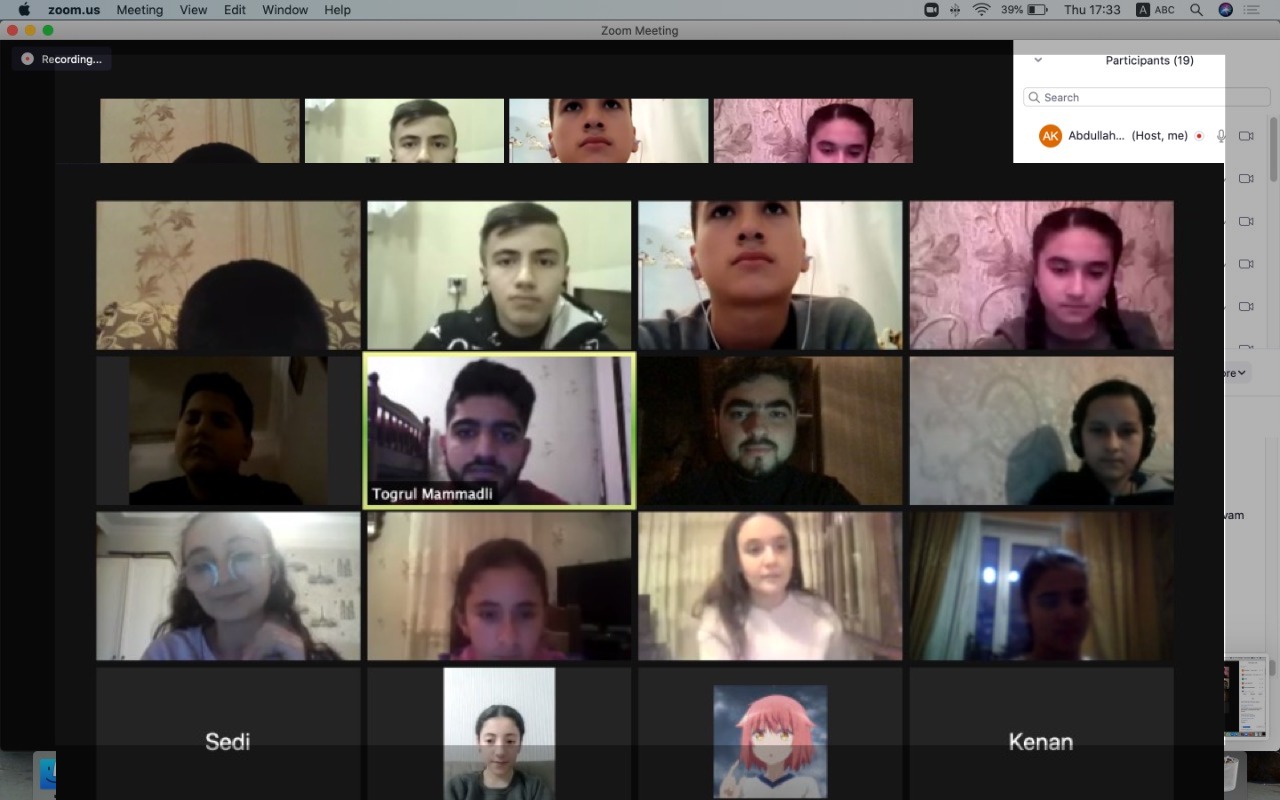 zoom.us Meeting View Edit Window Help 39% Thu 17:33 A ABC
Zoom Meeting
Recording...
Participants (19)
Search
AK Abdullah... (Host, me)
ore
Togrul Mammadli
vam
Sedi
Kenan